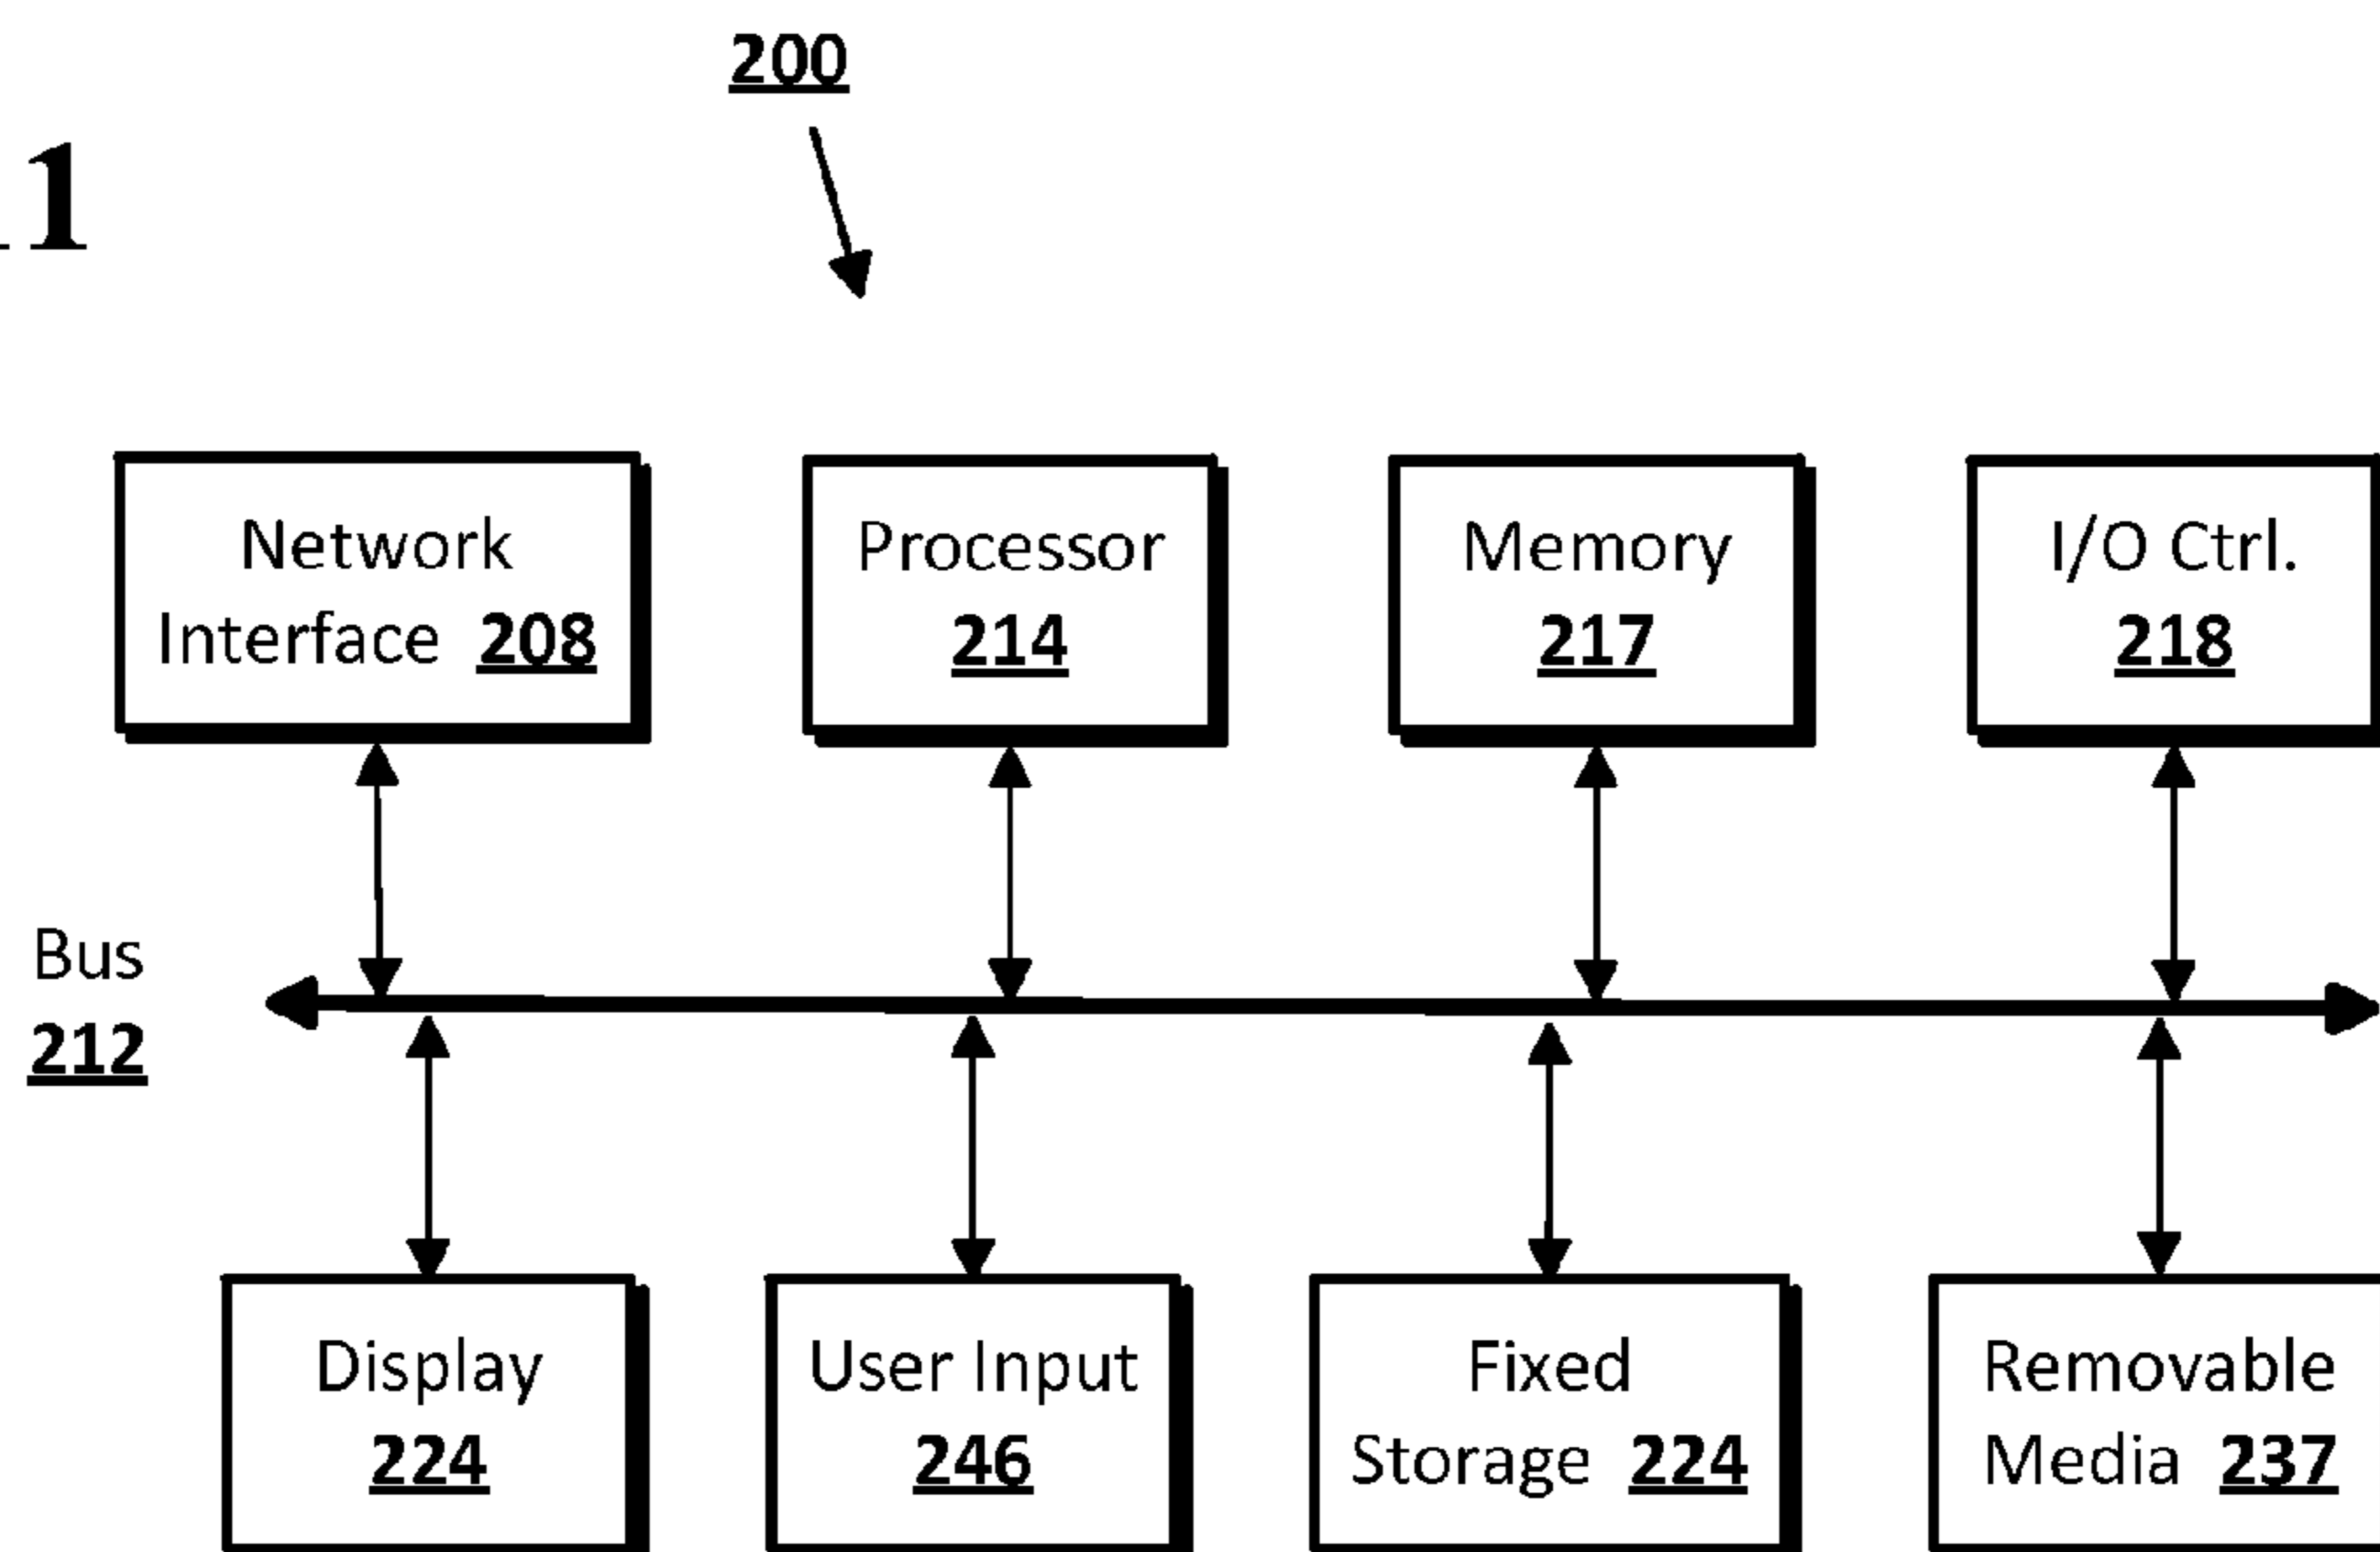 200
11
Network
Interface 208
Processor
214
Memory
217
I/O Ctrl.
218
Bus
212
Display
224
User Input
246
Fixed
Storage 224
Removable
Media 237